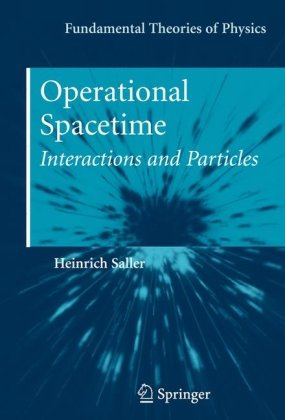 Fundamental Theories of Physics
Operational
Spacetime
Interactions and Particles
Heinrich Saller
Springer